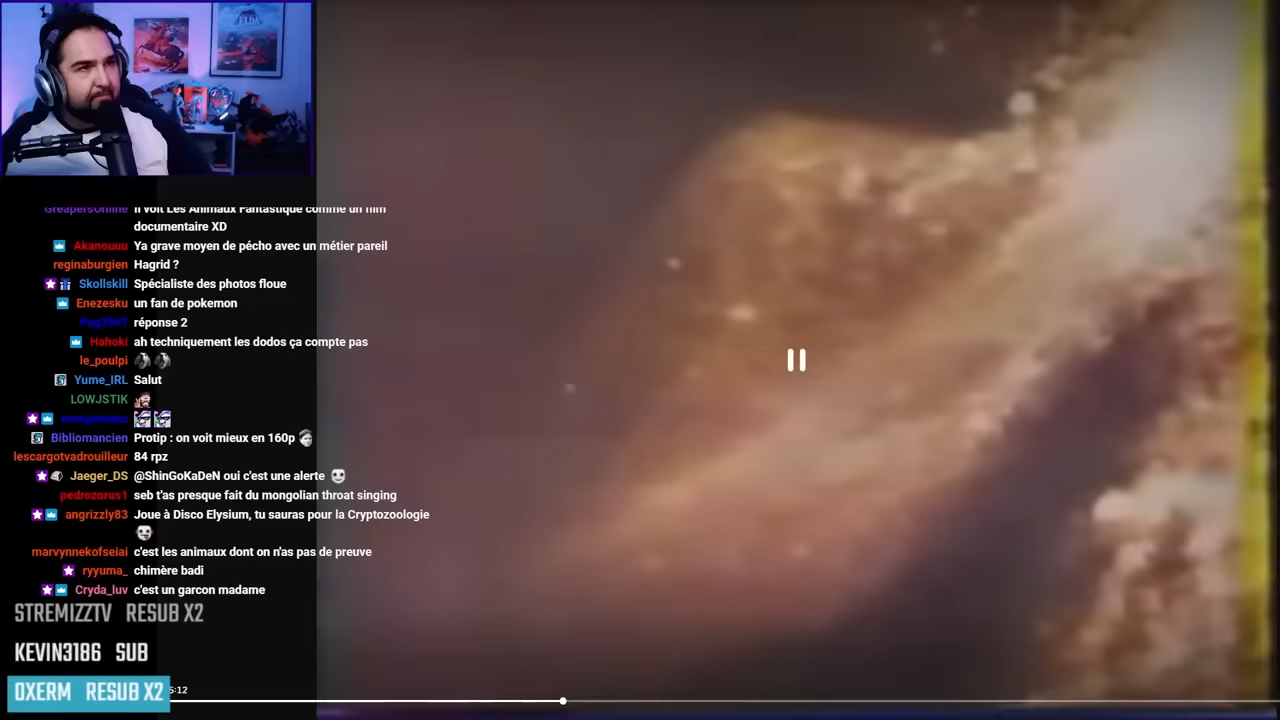 ZELDA
GreapersOnline Il voit Les Animaux Fantastique comme un film
documentaire XD
Akanouuu Ya grave moyen de pécho avec un métier pareil
reginaburgien Hagrid ?
Skollskill Spécialiste des photos floue
Enezesku un fan de pokemon
réponse 2
Hahoki ah techniquement les dodos ça compte pas
le_poulpi
Yume_IRL Salut
LOWJSTIK
Bibliomancien Protip : on voit mieux en 160p
lescargotvadrouilleur 84 rpz
Jaeger_DS @ShinGoKaDeN oui c'est une alerte
pedrozorus1 seb t'as presque fait du mongolian throat singing
angrizzly83 Joue à Disco Elysium, tu sauras pour la Cryptozoologie
marvynnekofseiai c'est les animaux dont on n'as pas de preuve
ryyuma_ chimère badi
Cryda_luv c'est un garcon madame
STREMIZZTV RESUB X2
KEVIN3186 SUB
OXERM RESUB X2
5:12